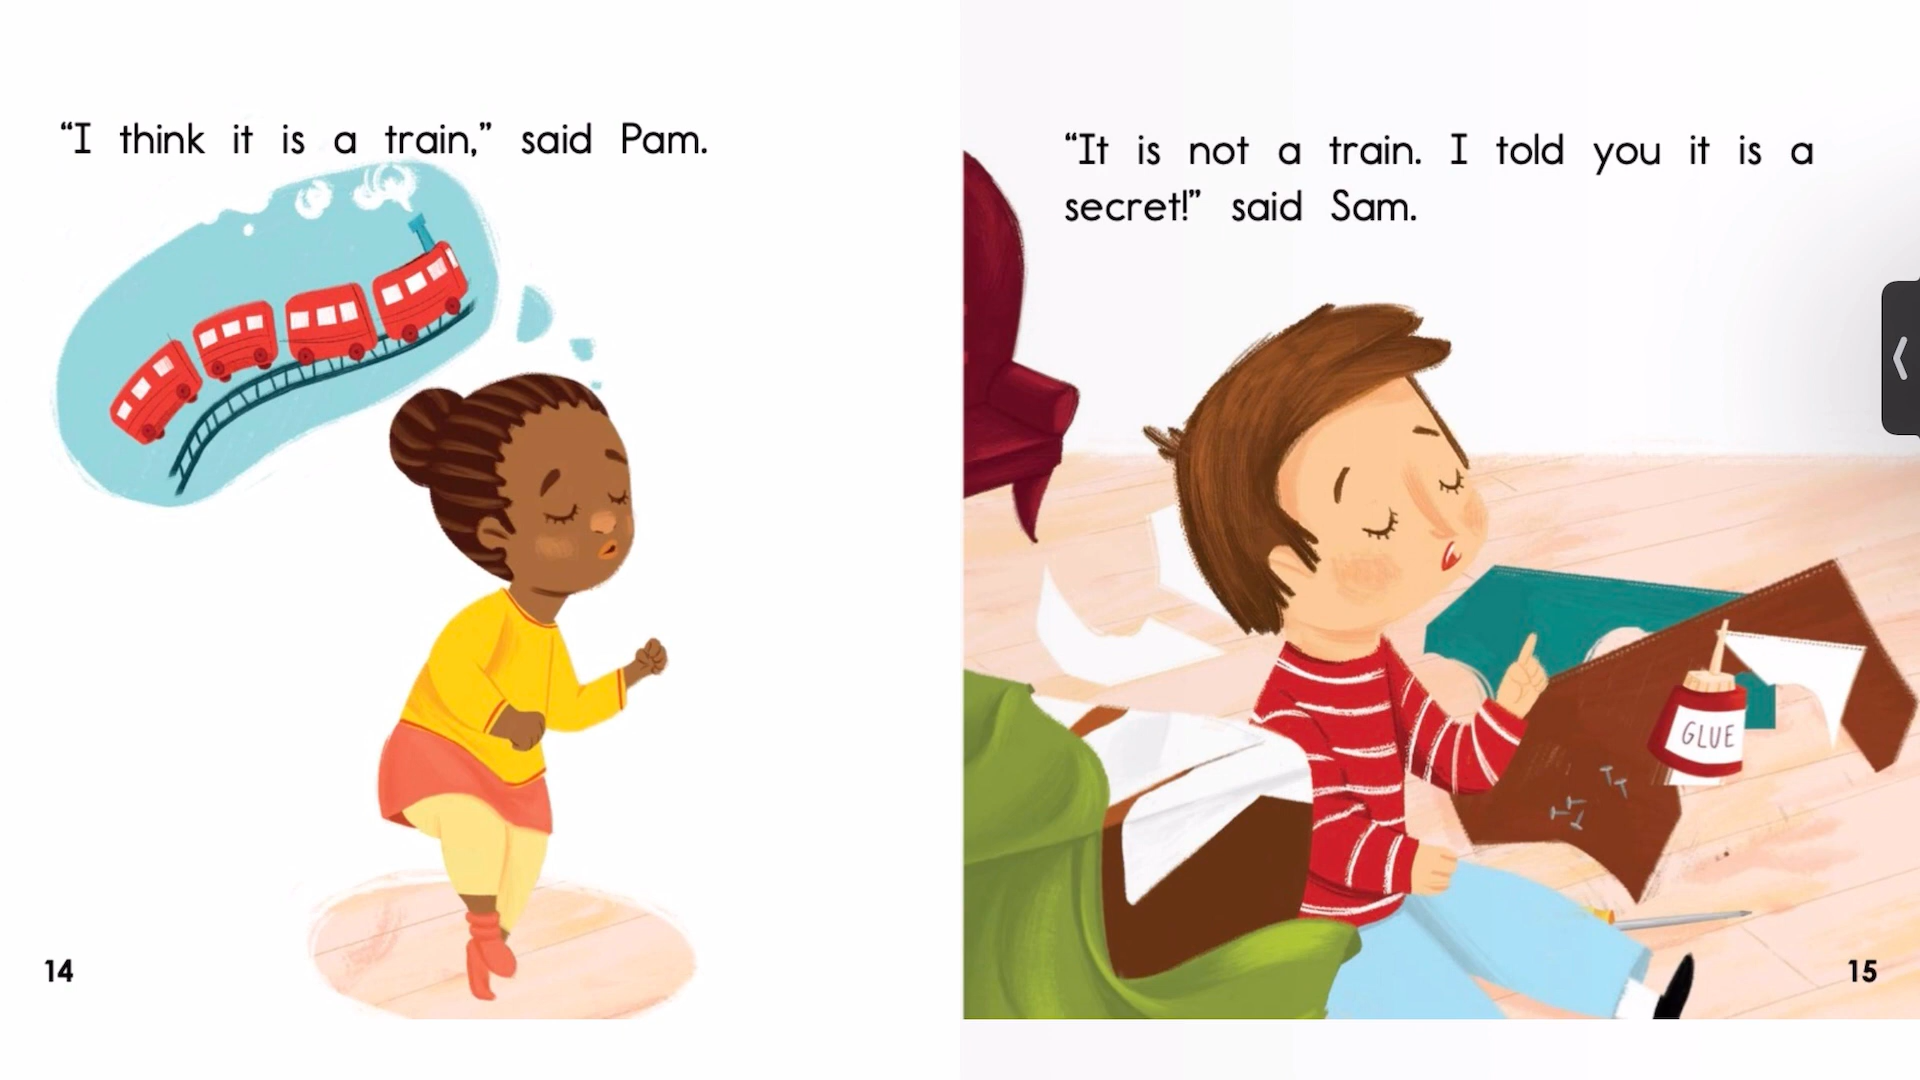 “I think it is a train,” said Pam.
14
“It is not a train. I told you it is a
secret!” said Sam.
GLUE
15